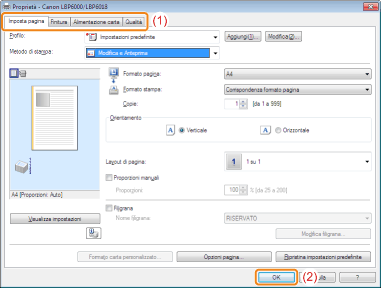 Proprietà - Canon LBP6000/LBP6018
Imposta pagina Finitura Alimentazione carta Qualità (1)
Profilo: Impostazioni predefinite Aggiungi(1)... Modifica(2)...
Metodo di stampa: Modifica e Anteprima
Formato pagina: A4
Formato stampa: Corrispondenza formato pagina
Copie: 1 [da 1 a 999]
Orientamento
A Verticale A Orizzontale
Layout di pagina: 1 1 su 1
A4 [Proporzioni: Auto]
Proporzioni manuali
Proporzioni: 100 % [da 25 a 200]
Visualizza impostazioni
Filigrana
Nome filigrana: RISERVATO
Modifica filigrana...
Formato carta personalizzato... Opzioni pagina... Ripristina impostazioni predefinite
OK (2) ?